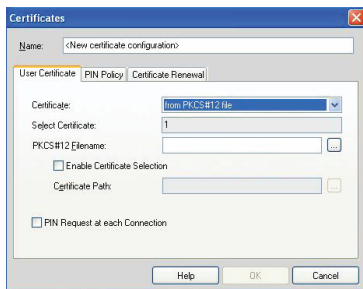 Certificates
Name: <New certificate configuration>
User Certificate PIN Policy Certificate Renewal
Certificate: from PKCS#12 file
Select Certificate: 1
PKCS#12 Filename: ...
Enable Certificate Selection
Certificate Path: ...
PIN Request at each Connection
Help OK Cancel